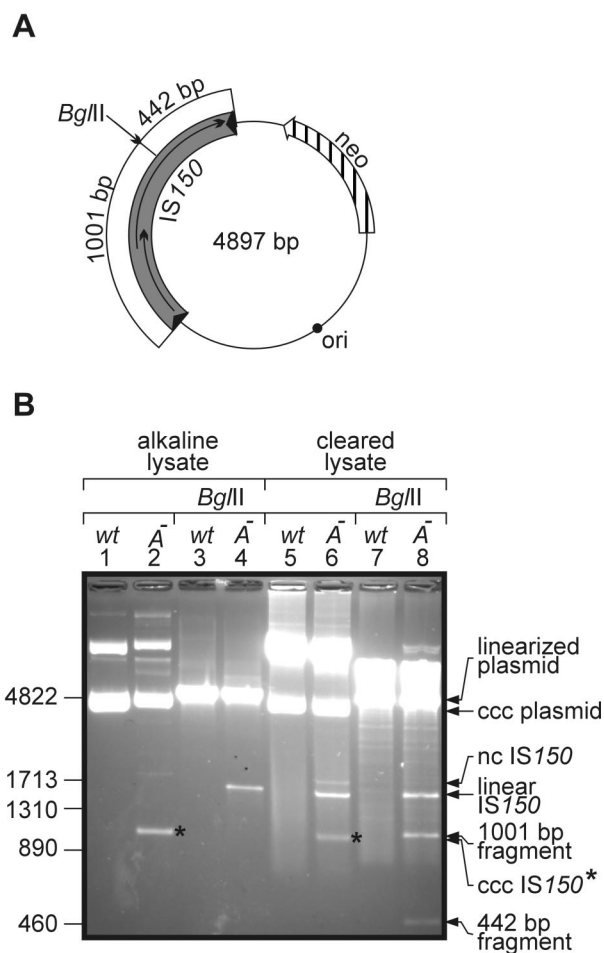 A
442 bp
BglII
1001 bp
IS150
neo
4897 bp
ori
B
alkaline lysate
cleared lysate
BglII
BglII
wt A⁻ wt A⁻ wt A⁻ wt A⁻
1 2 3 4 5 6 7 8
4822
1713
1310
890
460
*
*
linearized plasmid
ccc plasmid
nc IS150
linear IS150
1001 bp fragment
ccc IS150*
442 bp fragment